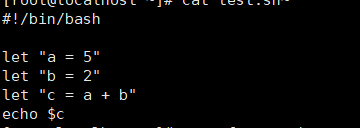 [root@localhost ~]# cat test.sh~
#!/bin/bash
let "a = 5"
let "b = 2"
let "c = a + b"
echo $c